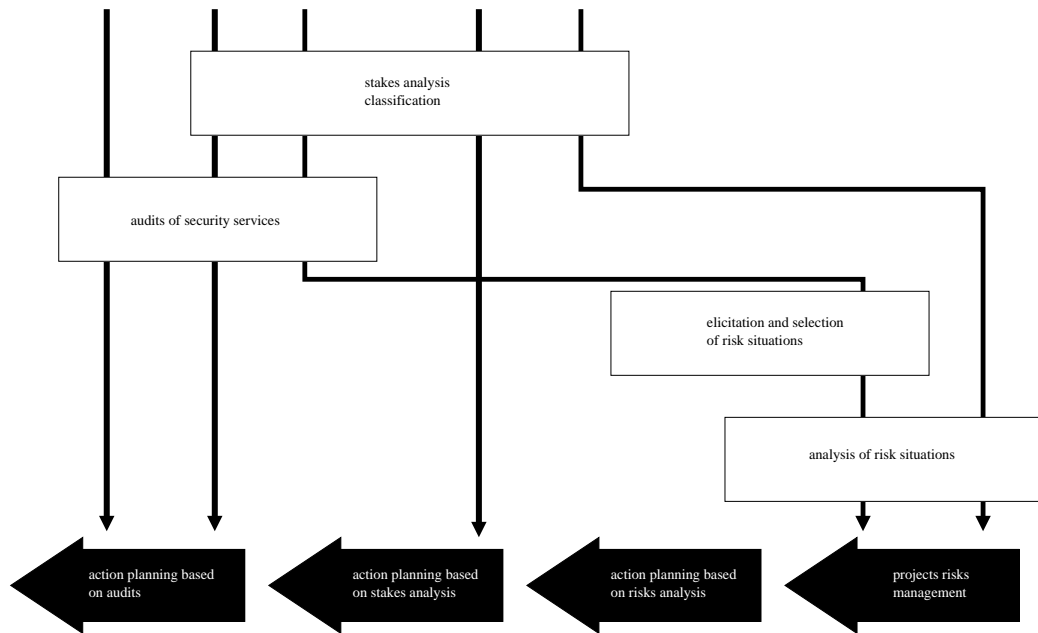 stakes analysis
classification
audits of security services
elicitation and selection
of risk situations
analysis of risk situations
action planning based
on audits
action planning based
on stakes analysis
action planning based
on risks analysis
projects risks
management